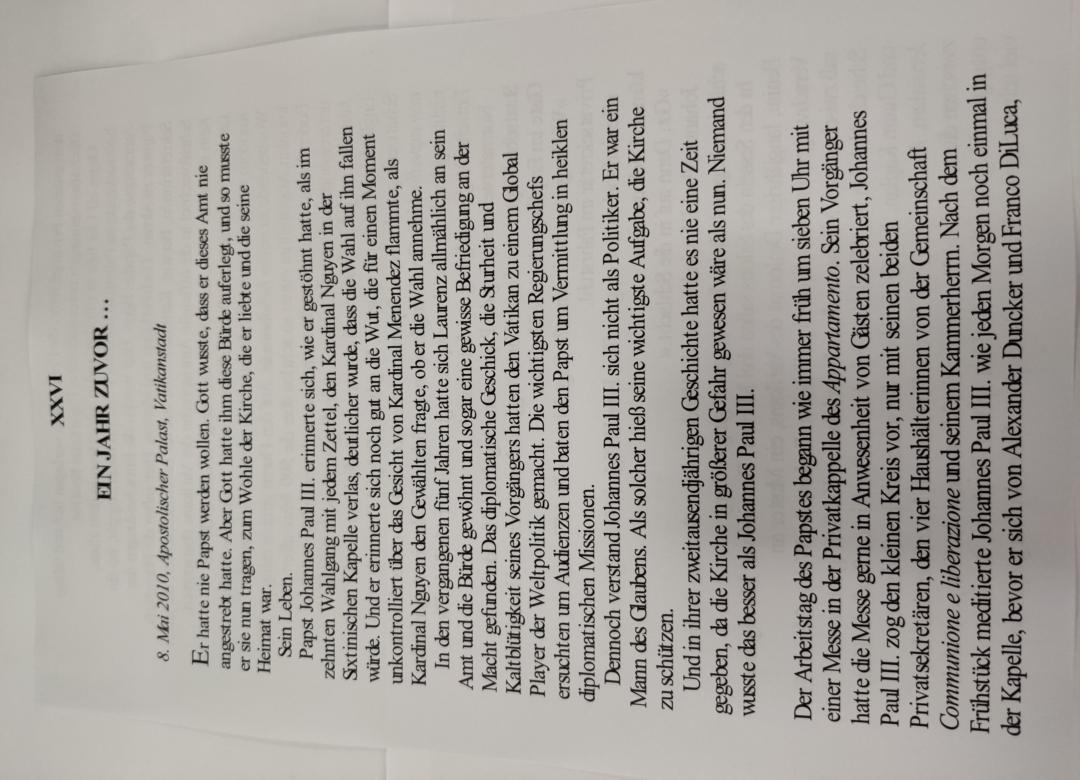 XXVI
EIN JAHR ZUVOR …
8. Mai 2010, Apostolischer Palast, Vatikanstadt
Er hatte nie Papst werden wollen. Gott wusste, dass er dieses Amt nie
angestrebt hatte. Aber Gott hatte ihm diese Bürde auferlegt, und so musste
er sie nun tragen, zum Wohle der Kirche, die er liebte und die seine
Heimat war.
Sein Leben.
Papst Johannes Paul III. erinnerte sich, wie er gestöhnt hatte, als im
zehnten Wahlgang mit jedem Zettel, den Kardinal Nguyen in der
Sixtinischen Kapelle verlas, deutlicher wurde, dass die Wahl auf ihn fallen
würde. Und er erinnerte sich noch gut an die Wut, die für einen Moment
unkontrolliert über das Gesicht von Kardinal Menendez flammte, als
Kardinal Nguyen den Gewählten fragte, ob er die Wahl annehme.
In den vergangenen fünf Jahren hatte sich Laurenz allmählich an sein
Amt und die Bürde gewöhnt und sogar eine gewisse Befriedigung an der
Macht gefunden. Das diplomatische Geschick, die Sturheit und
Kaltblütigkeit seines Vorgängers hatten den Vatikan zu einem Global
Player der Weltpolitik gemacht. Die wichtigsten Regierungschefs
ersuchten um Audienzen und baten den Papst um Vermittlung in heiklen
diplomatischen Missionen.
Dennoch verstand Johannes Paul III. sich nicht als Politiker. Er war ein
Mann des Glaubens. Als solcher hieß seine wichtigste Aufgabe, die Kirche
zu schützen.
Und in ihrer zweitausendjährigen Geschichte hatte es nie eine Zeit
gegeben, da die Kirche in größerer Gefahr gewesen wäre als nun. Niemand
wusste das besser als Johannes Paul III.
Der Arbeitstag des Papstes begann wie immer früh um sieben Uhr mit
einer Messe in der Privatkappelle des Appartamento. Sein Vorgänger
hatte die Messe gerne in Anwesenheit von Gästen zelebriert, Johannes
Paul III. zog den kleinen Kreis vor, nur mit seinen beiden
Privatsekretären, den vier Haushälterinnen von der Gemeinschaft
Communione e liberazione und seinem Kammerherrn. Nach dem
Frühstück meditierte Johannes Paul III. wie jeden Morgen noch einmal in
der Kapelle, bevor er sich von Alexander Duncker und Franco DiLuca,